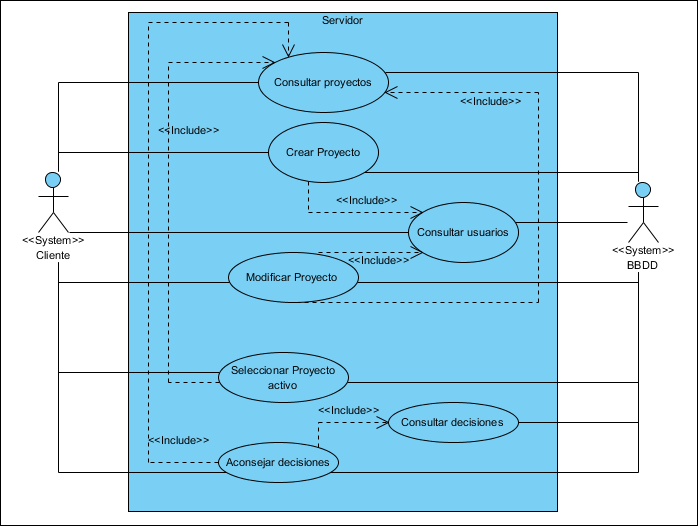 Servidor
Consultar proyectos
<<Include>>
<<Include>>
Crear Proyecto
<<Include>>
Consultar usuarios
<<System>>
Cliente
<<System>>
BBDD
<<Include>>
Modificar Proyecto
Seleccionar Proyecto
activo
<<Include>>
Consultar decisiones
<<Include>>
Aconsejar decisiones